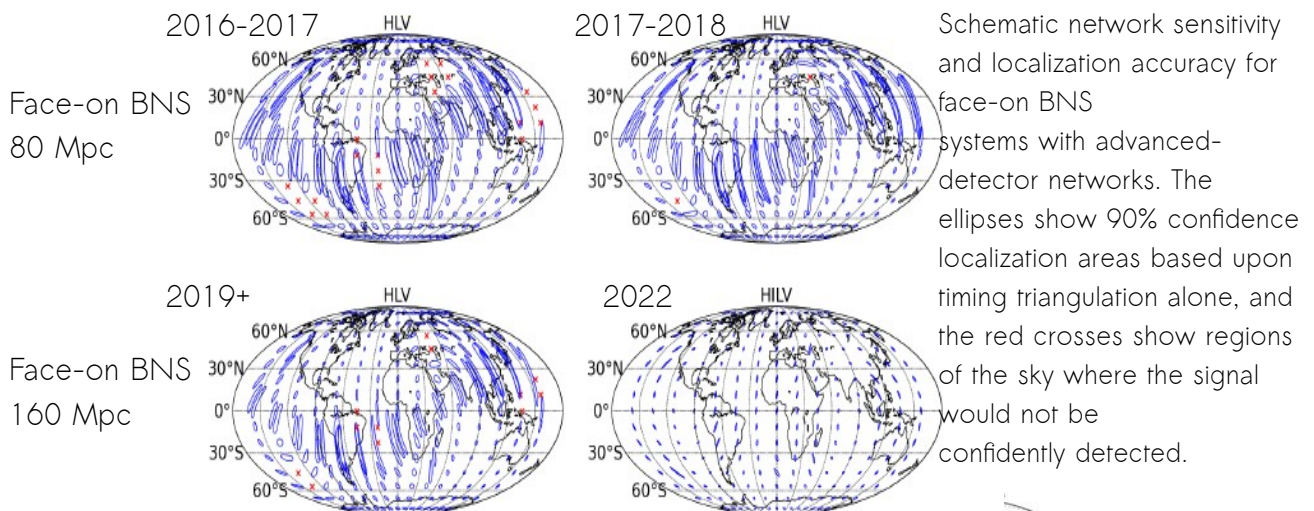 2016-2017
HLV
2017-2018
HLV
Face-on BNS
80 Mpc
60°N
30°N
0°
30°S
60°S
60°N
30°N
0°
30°S
60°S
2019+
HLV
2022
HILV
Face-on BNS
160 Mpc
60°N
30°N
0°
30°S
60°S
60°N
30°N
0°
30°S
60°S
Schematic network sensitivity
and localization accuracy for
face-on BNS
systems with advanced-
detector networks. The
ellipses show 90% confidence
localization areas based upon
timing triangulation alone, and
the red crosses show regions
of the sky where the signal
would not be
confidently detected.